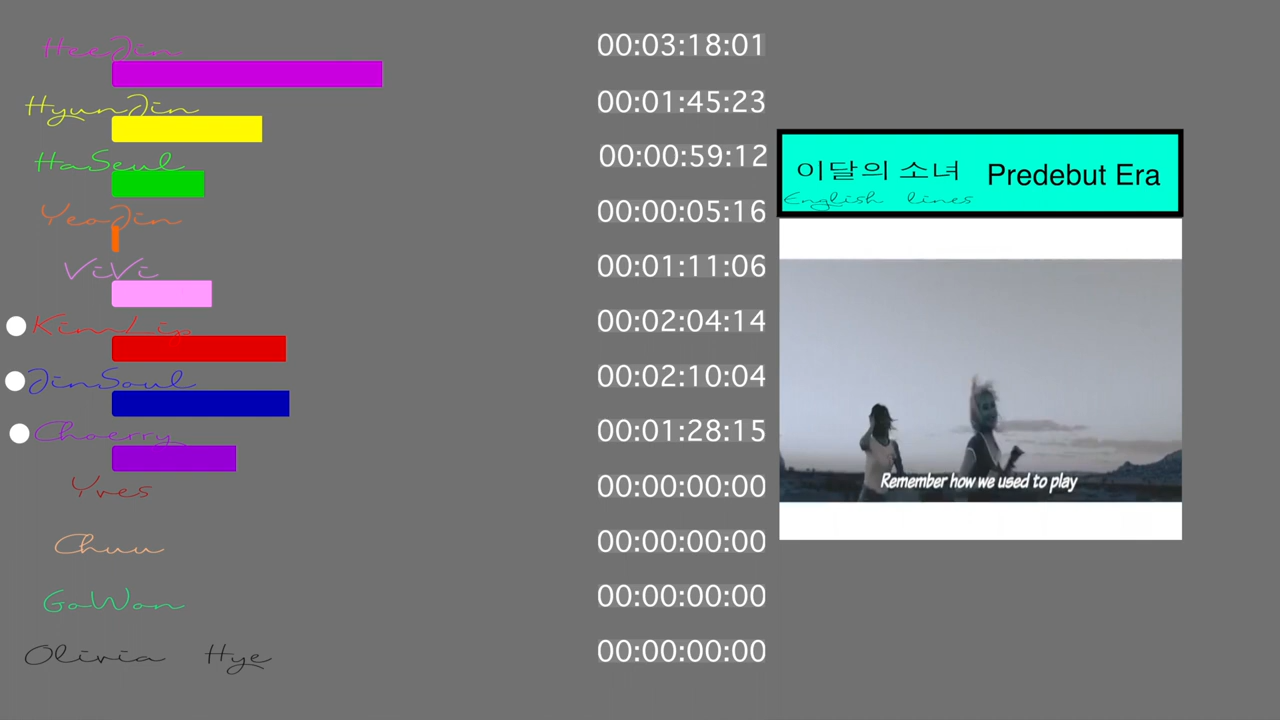 HeeJin 00:03:18:01
HyunJin 00:01:45:23
HaSeul 00:00:59:12
YeoJin 00:00:05:16
ViVi 00:01:11:06
Kim Lip 00:02:04:14
JinSoul 00:02:10:04
Choerry 00:01:28:15
Yves 00:00:00:00
Chuu 00:00:00:00
GoWon 00:00:00:00
Olivia Hye 00:00:00:00
이달의 소녀 Predebut Era
English lines
Remember how we used to play